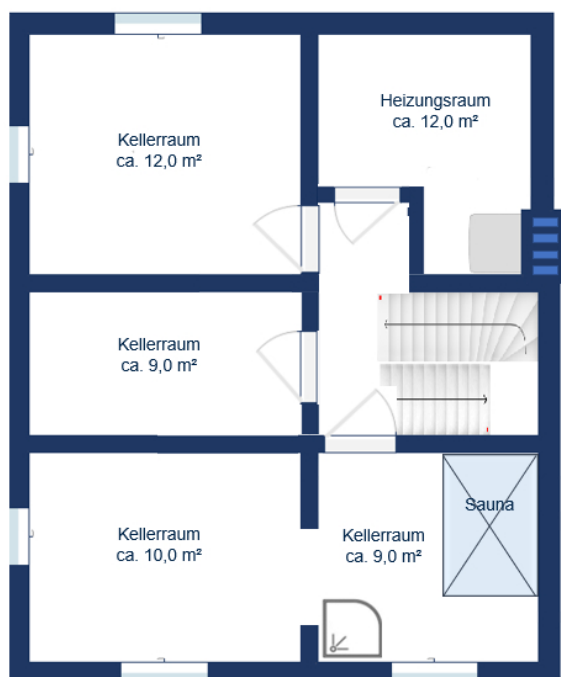 Kellerraum
ca. 12,0 m²
Heizungsraum
ca. 12,0 m²
Kellerraum
ca. 9,0 m²
Kellerraum
ca. 10,0 m²
Kellerraum
ca. 9,0 m²
Sauna